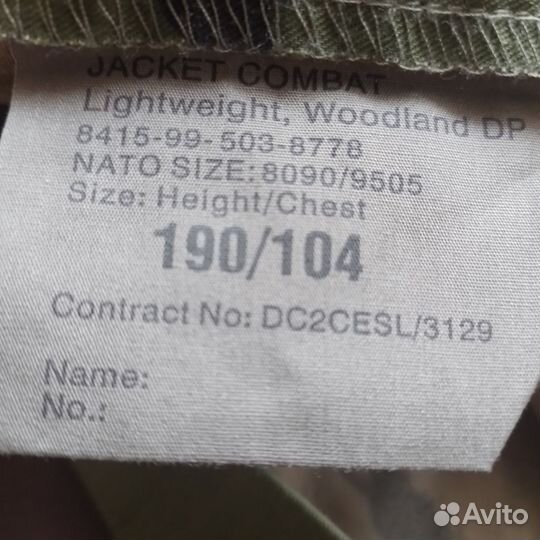 JACKET COMBAT
Lightweight, Woodland DP
8415-99-503-8778
NATO SIZE: 8090/9505
Size: Height/Chest
190/104
Contract No: DC2CESL/3129
Name:
No.:
Avito